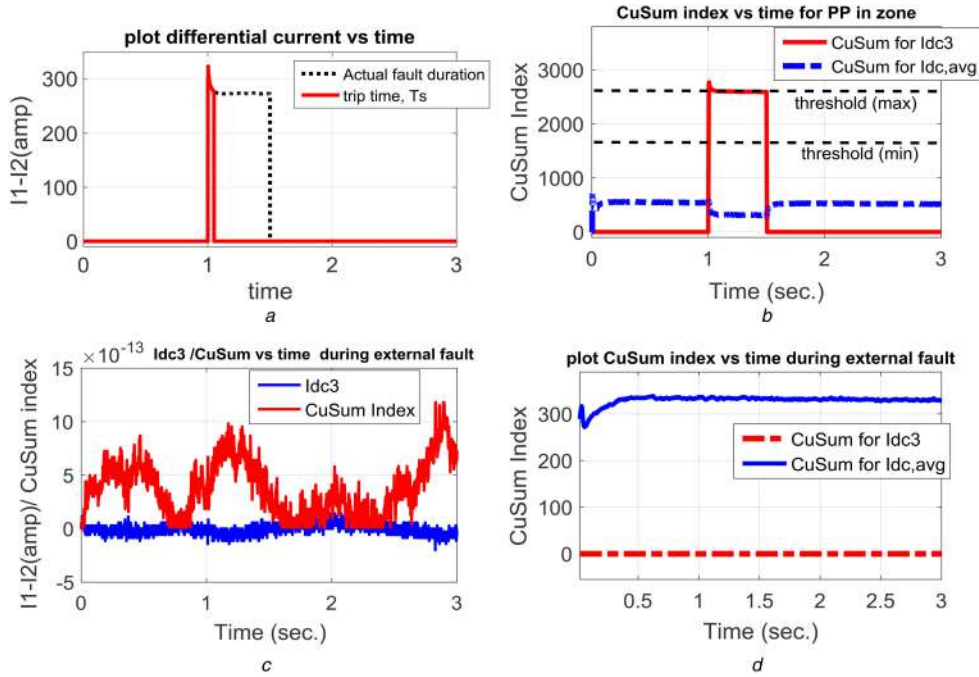 plot differential current vs time
I1-I2(amp)
300
200
100
0
Actual fault duration
trip time, Ts
0
1
2
3
time
a
CuSum index vs time for PP in zone
CuSum Index
3000
2000
1000
0
CuSum for Idc3
CuSum for Idc,avg
threshold (max)
threshold (min)
0
1
2
3
Time (sec.)
b
×10-13
Idc3 /CuSum vs time during external fault
I1-I2(amp)/ CuSum index
15
10
5
0
-5
Idc3
CuSum Index
0
1
2
3
Time (sec.)
c
plot CuSum index vs time during external fault
CuSum Index
300
200
100
0
CuSum for Idc3
CuSum for Idc,avg
0.5
1
1.5
2
2.5
3
Time (sec.)
d